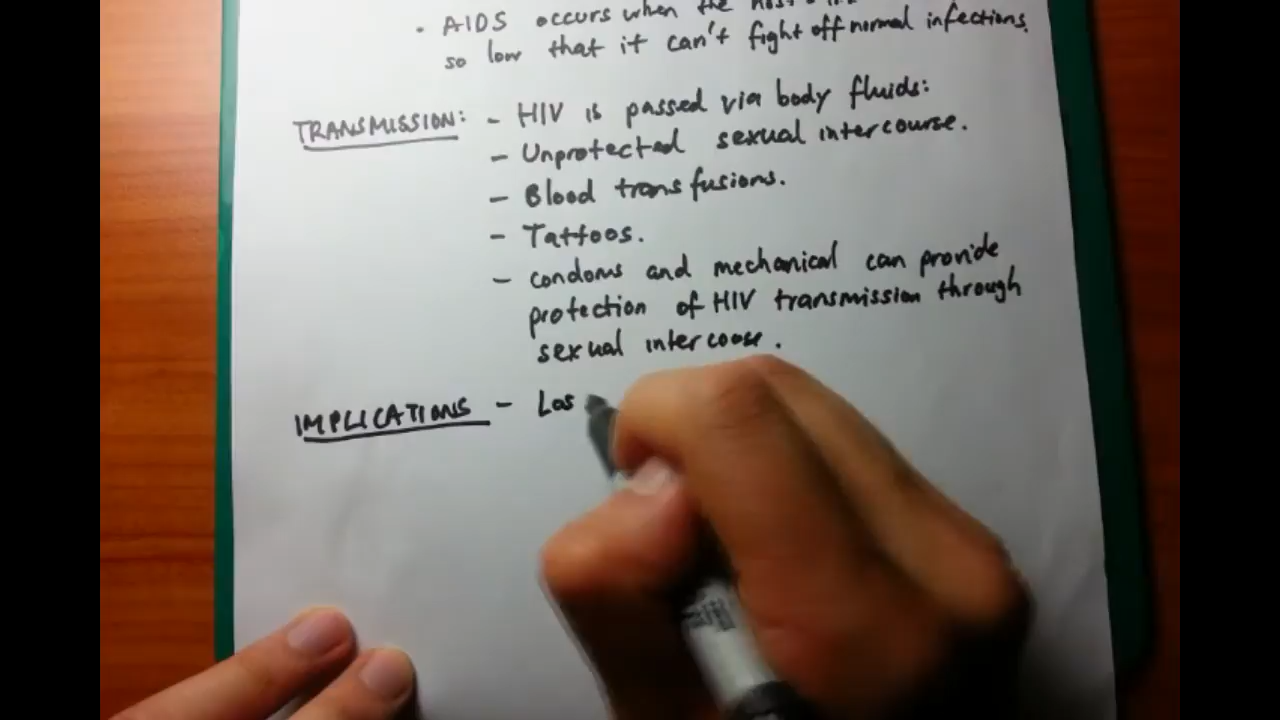 • AIDS occurs when the
so low that it can't fight off normal infections.
TRANSMISSION: - HIV is passed via body fluids:
- Unprotected sexual intercourse.
- Blood transfusions.
- Tattoos.
- condoms and mechanical can provide
protection of HIV transmission through
sexual intercouse.
IMPLICATIONS - Los